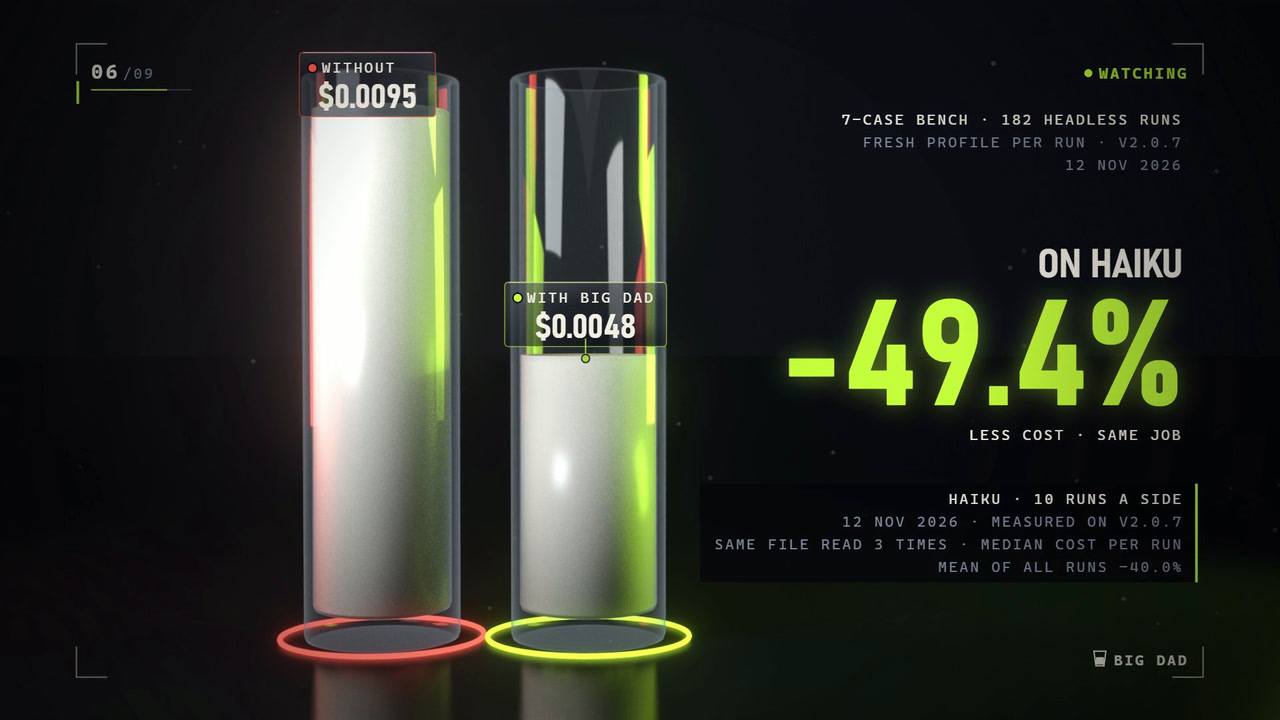 06/09
WITHOUT
$0.0095
WITH BIG DAD
$0.0048
WATCHING
7-CASE BENCH · 182 HEADLESS RUNS
FRESH PROFILE PER RUN · V2.0.7
12 NOV 2026
ON HAIKU
-49.4%
LESS COST · SAME JOB
HAIKU · 10 RUNS A SIDE
12 NOV 2026 · MEASURED ON V2.0.7
SAME FILE READ 3 TIMES · MEDIAN COST PER RUN
MEAN OF ALL RUNS -40.0%
BIG DAD